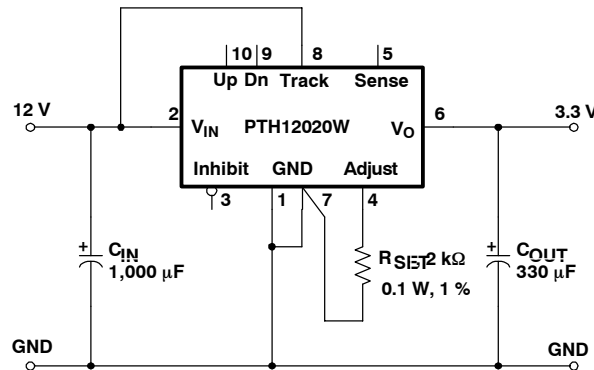 10 9 8 5
Up Dn Track Sense
12 V 2 VIN PTH12020W VO 6 3.3 V
Inhibit GND Adjust
3 1 7 4
+ CIN
1,000 μF
RSET 2 kΩ
0.1 W, 1 %
+ COUT
330 μF
GND GND